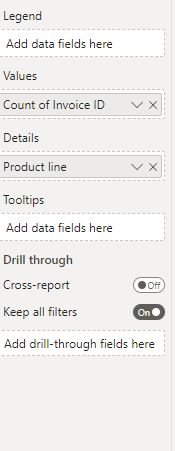 Legend
Add data fields here
Values
Count of Invoice ID
Details
Product line
Tooltips
Add data fields here
Drill through
Cross-report Off
Keep all filters On
Add drill-through fields here